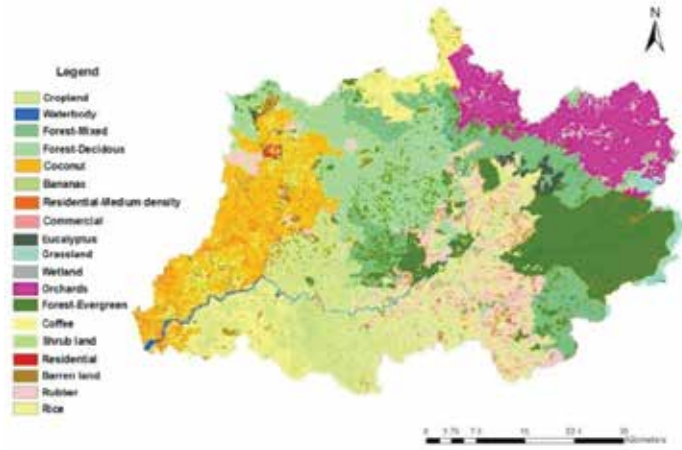 N
Legend
Cropland
Waterbody
Forest-Mixed
Forest-Decidous
Coconut
Bananas
Residential-Medium density
Commercial
Eucalyptus
Grassland
Wetland
Orchards
Forest-Evergreen
Coffee
Shrub land
Residential
Barren land
Rubber
Rice
Kilometers